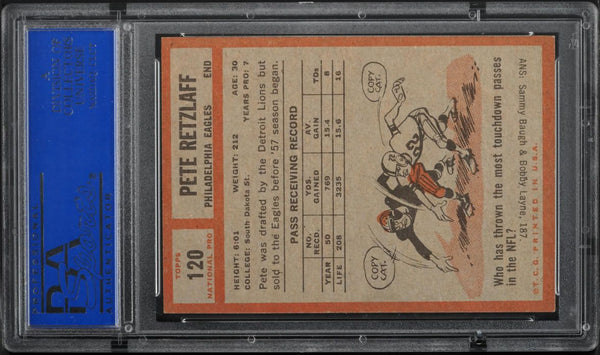 PSA
AUTHENTICATOR
TOPPS
120
NATIONAL PRO
PETE RETZLAFF
PHILADELPHIA EAGLES END
HEIGHT: 6:01 WEIGHT: 212 AGE: 30
COLLEGE: South Dakota St. YEARS PRO: 7
Pete was drafted by the Detroit Lions but
sold to the Eagles before '57 season began.
PASS RECEIVING RECORD
NO. RECD. YDS. GAINED AV. GAIN TDs
YEAR 50 769 15.4 8
LIFE 208 3235 15.6 16
COPY CAT.
COPY CAT.
Who has thrown the most touchdown passes
in the NFL?
ANS: Sammy Baugh & Bobby Layne, 187
©T.C.G. PRINTED IN U.S.A.